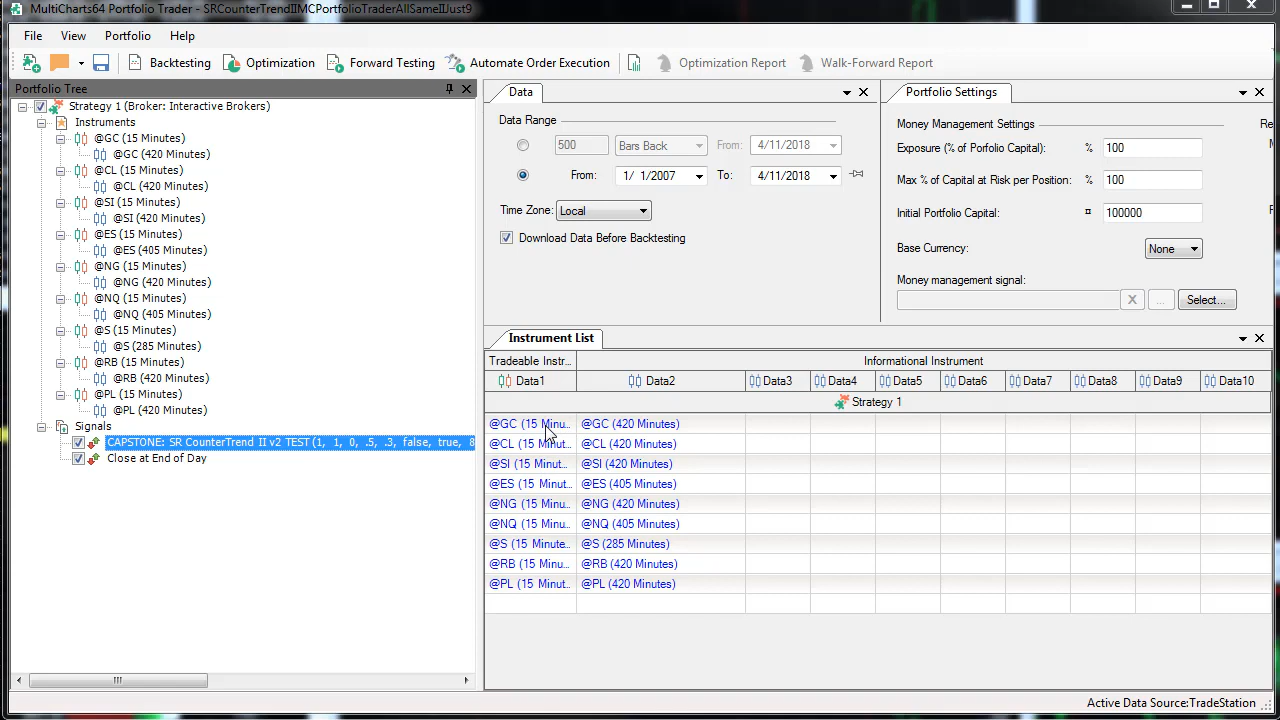 MultiCharts64 Portfolio Trader - SRCounterTrendIIMCPortfolioTraderAllSameIIJust9
File View Portfolio Help
Backtesting Optimization Forward Testing Automate Order Execution Optimization Report Walk-Forward Report
Portfolio Tree
Strategy 1 (Broker: Interactive Brokers)
Instruments
@GC (15 Minutes)
@GC (420 Minutes)
@CL (15 Minutes)
@CL (420 Minutes)
@SI (15 Minutes)
@SI (420 Minutes)
@ES (15 Minutes)
@ES (405 Minutes)
@NG (15 Minutes)
@NG (420 Minutes)
@NQ (15 Minutes)
@NQ (405 Minutes)
@S (15 Minutes)
@S (285 Minutes)
@RB (15 Minutes)
@RB (420 Minutes)
@PL (15 Minutes)
@PL (420 Minutes)
Signals
CAPSTONE: SR CounterTrend II v2 TEST(1, 1, 0, .5, .3, false, true, 8
Close at End of Day
Data
Data Range
500 Bars Back From: 4/11/2018
From: 1/ 1/2007 To: 4/11/2018
Time Zone: Local
Download Data Before Backtesting
Portfolio Settings
Money Management Settings Re
Exposure (% of Porfolio Capital): % 100
Max % of Capital at Risk per Position: % 100
Initial Portfolio Capital: ¤ 100000
Base Currency: None
Money management signal:
X ... Select...
Instrument List
Tradeable Instr... Informational Instrument
Data1 Data2 Data3 Data4 Data5 Data6 Data7 Data8 Data9 Data10
Strategy 1
@GC (15 Minu... @GC (420 Minutes)
@CL (15 Minut... @CL (420 Minutes)
@SI (15 Minut... @SI (420 Minutes)
@ES (15 Minut... @ES (405 Minutes)
@NG (15 Minu... @NG (420 Minutes)
@NQ (15 Minu... @NQ (405 Minutes)
@S (15 Minute... @S (285 Minutes)
@RB (15 Minu... @RB (420 Minutes)
@PL (15 Minut... @PL (420 Minutes)
Active Data Source:TradeStation